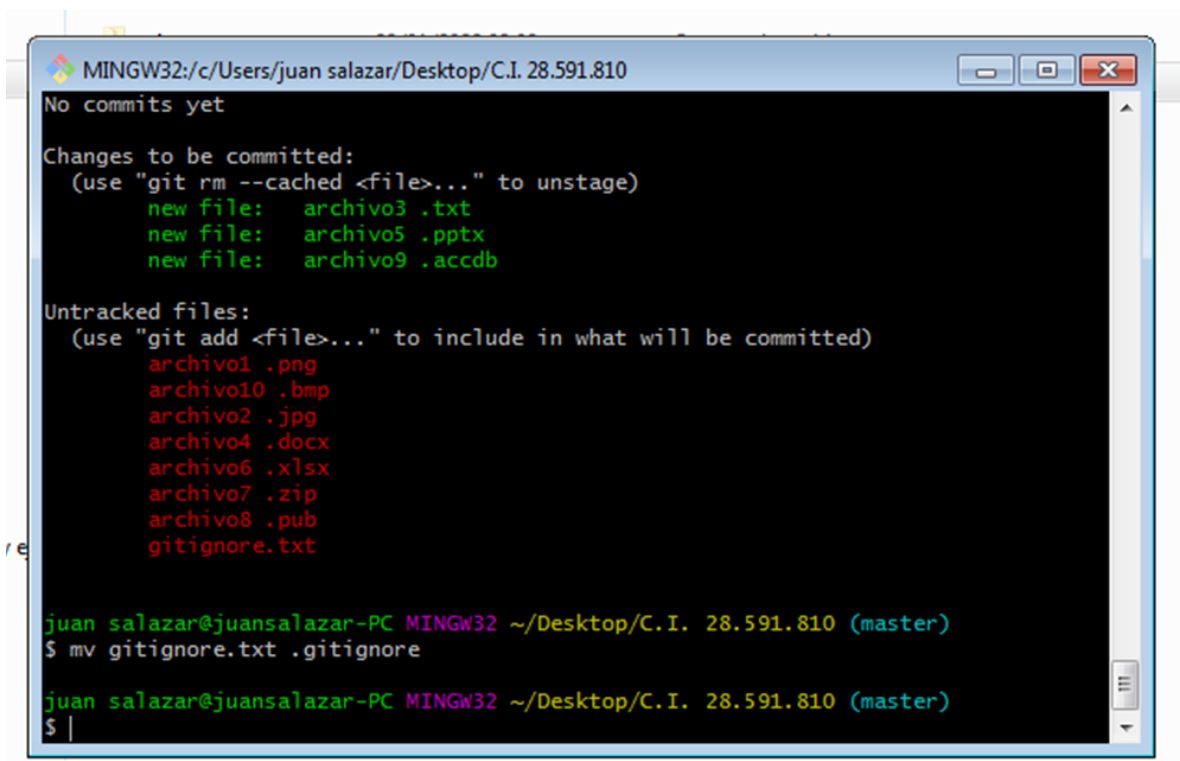 MINGW32:/c/Users/juan salazar/Desktop/C.I. 28.591.810
No commits yet
Changes to be committed:
(use "git rm --cached <file>..." to unstage)
new file: archivo3 .txt
new file: archivo5 .pptx
new file: archivo9 .accdb
Untracked files:
(use "git add <file>..." to include in what will be committed)
archivo1 .png
archivo10 .bmp
archivo2 .jpg
archivo4 .docx
archivo6 .xlsx
archivo7 .zip
archivo8 .pub
gitignore.txt
juan salazar@juansalazar-PC MINGW32 ~/Desktop/C.I. 28.591.810 (master)
$ mv gitignore.txt .gitignore
juan salazar@juansalazar-PC MINGW32 ~/Desktop/C.I. 28.591.810 (master)
$